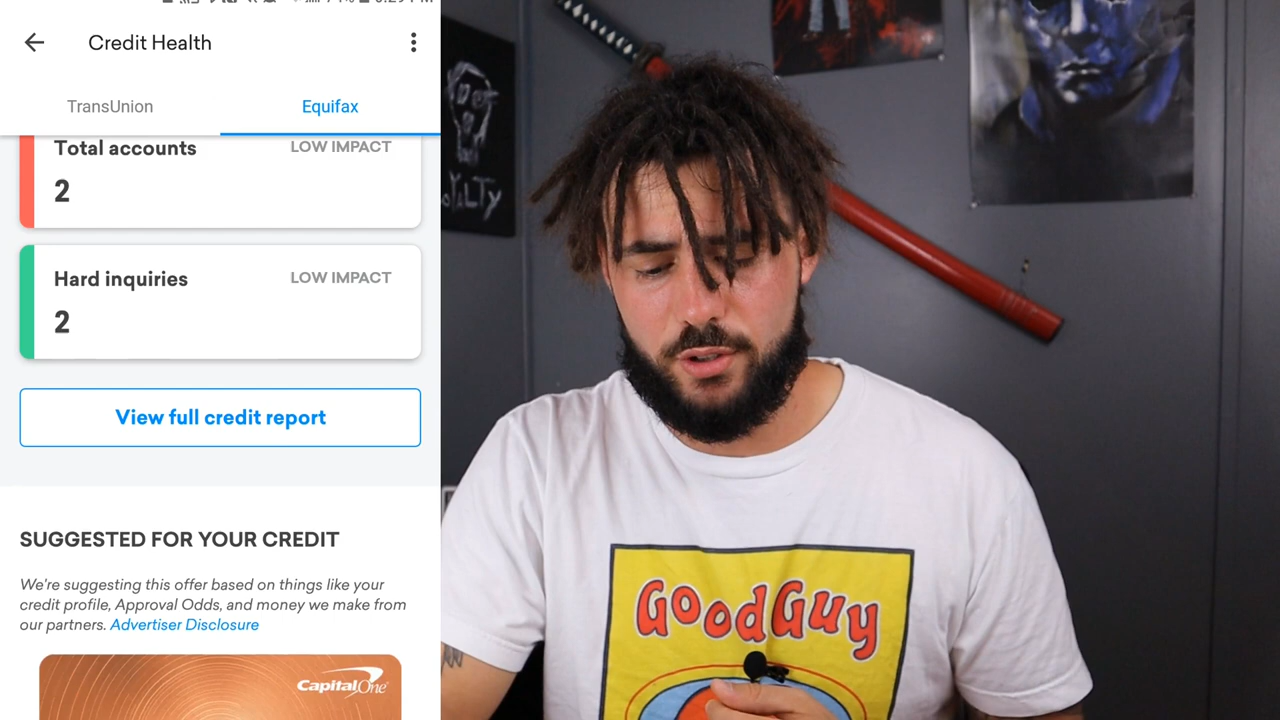 Credit Health
TransUnion
Equifax
Total accounts
LOW IMPACT
2
Hard inquiries
LOW IMPACT
2
View full credit report
SUGGESTED FOR YOUR CREDIT
We're suggesting this offer based on things like your
credit profile, Approval Odds, and money we make from
our partners. Advertiser Disclosure
CapitalOne
GoodGuy